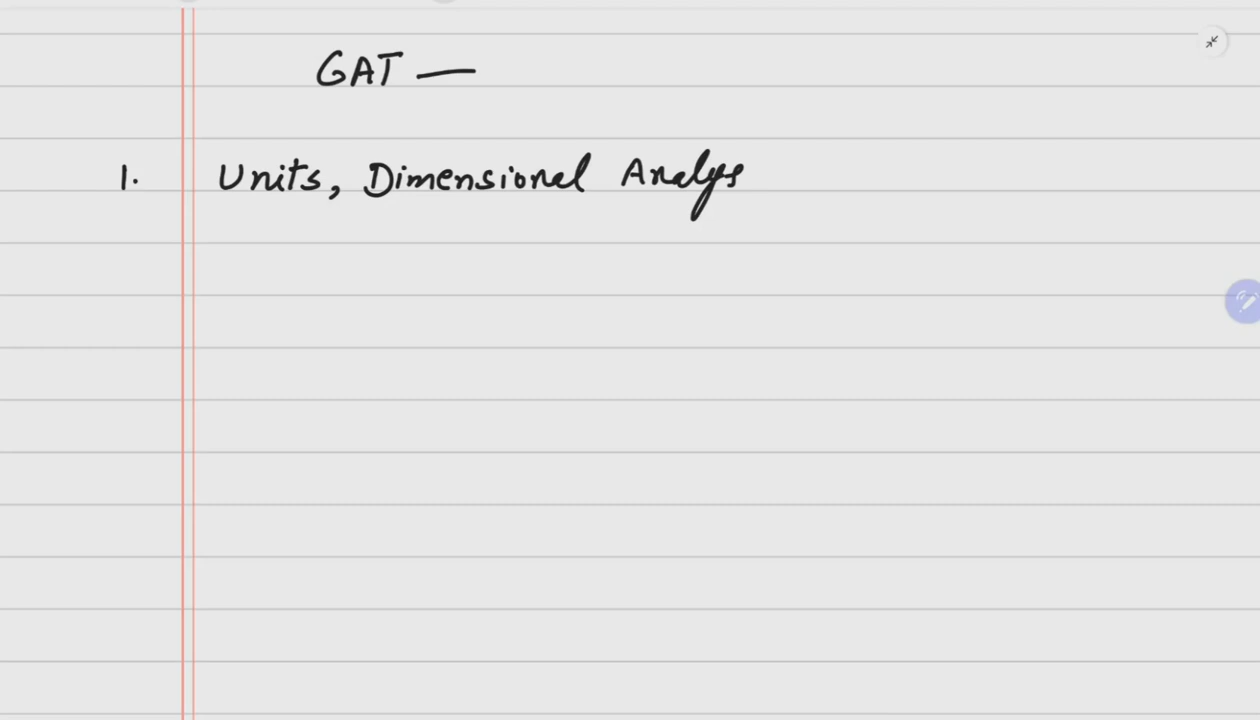 GAT —
1. Units, Dimensional Analys